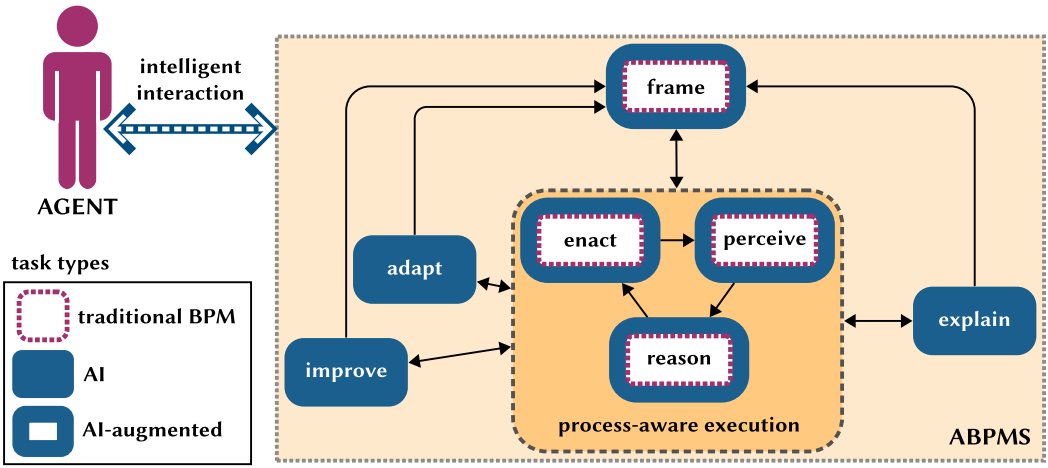 intelligent
interaction
AGENT
frame
enact
perceive
adapt
reason
improve
explain
process-aware execution
ABPMS
task types
traditional BPM
AI
AI-augmented